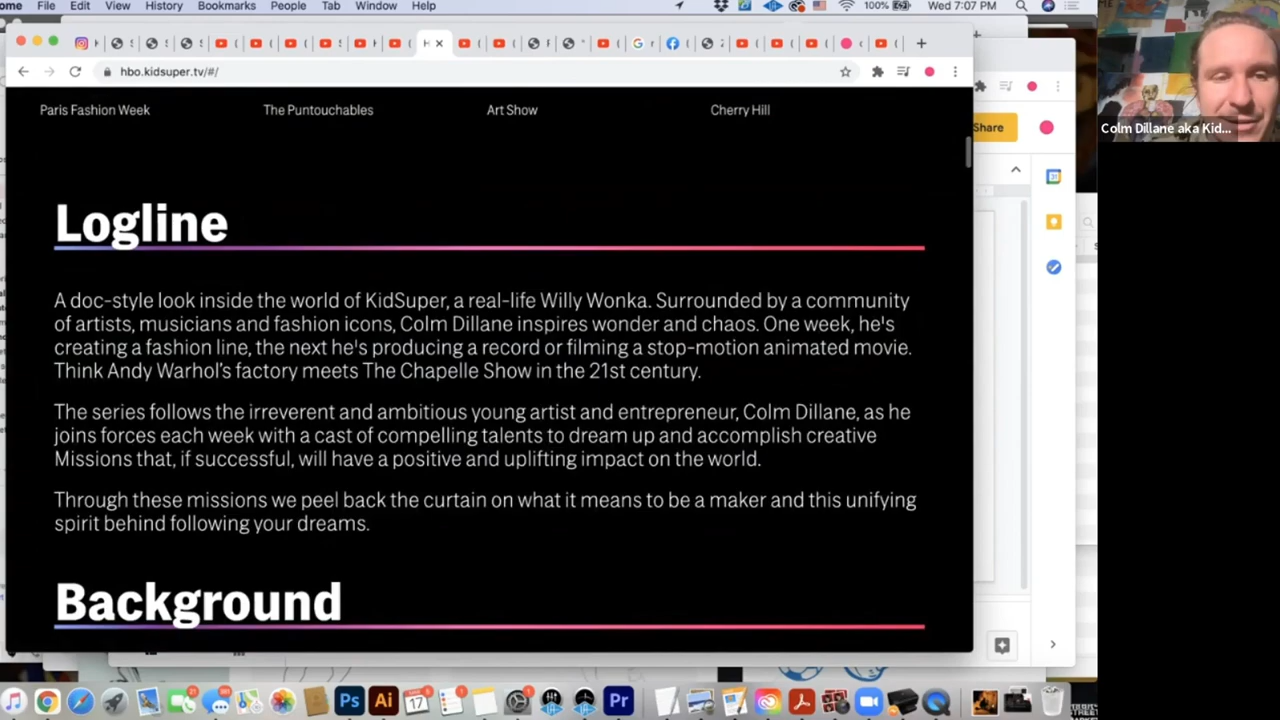 ome File Edit View History Bookmarks People Tab Window Help
100% Wed 7:07 PM
hbo.kidsuper.tv/#/
Share
Colm Dillane aka Kid...
Paris Fashion Week The Puntouchables Art Show Cherry Hill
Logline
A doc-style look inside the world of KidSuper, a real-life Willy Wonka. Surrounded by a community
of artists, musicians and fashion icons, Colm Dillane inspires wonder and chaos. One week, he's
creating a fashion line, the next he's producing a record or filming a stop-motion animated movie.
Think Andy Warhol's factory meets The Chapelle Show in the 21st century.
The series follows the irreverent and ambitious young artist and entrepreneur, Colm Dillane, as he
joins forces each week with a cast of compelling talents to dream up and accomplish creative
Missions that, if successful, will have a positive and uplifting impact on the world.
Through these missions we peel back the curtain on what it means to be a maker and this unifying
spirit behind following your dreams.
Background
Ps Ai 17 Pr